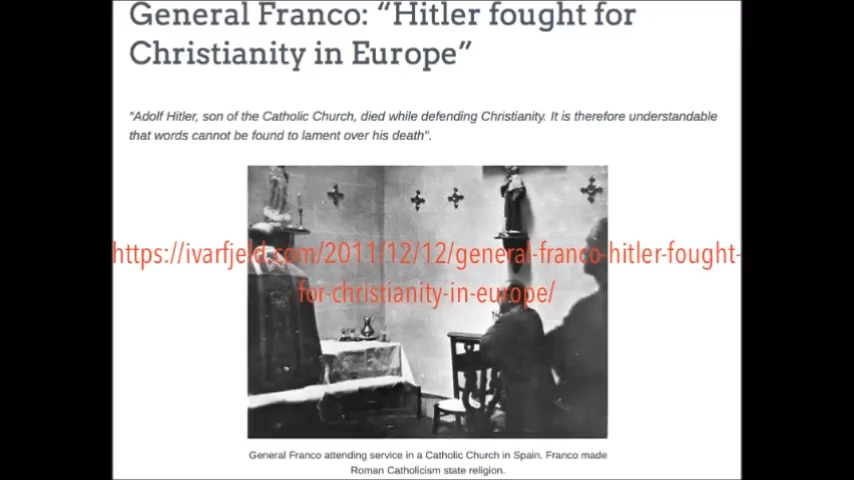 General Franco: “Hitler fought for
Christianity in Europe”
“Adolf Hitler, son of the Catholic Church, died while defending Christianity. It is therefore understandable
that words cannot be found to lament over his death”.
https://ivarfjeld.com/2011/12/12/general-franco-hitler-fought-
for-christianity-in-europe/
General Franco attending service in a Catholic Church in Spain. Franco made
Roman Catholicism state religion.